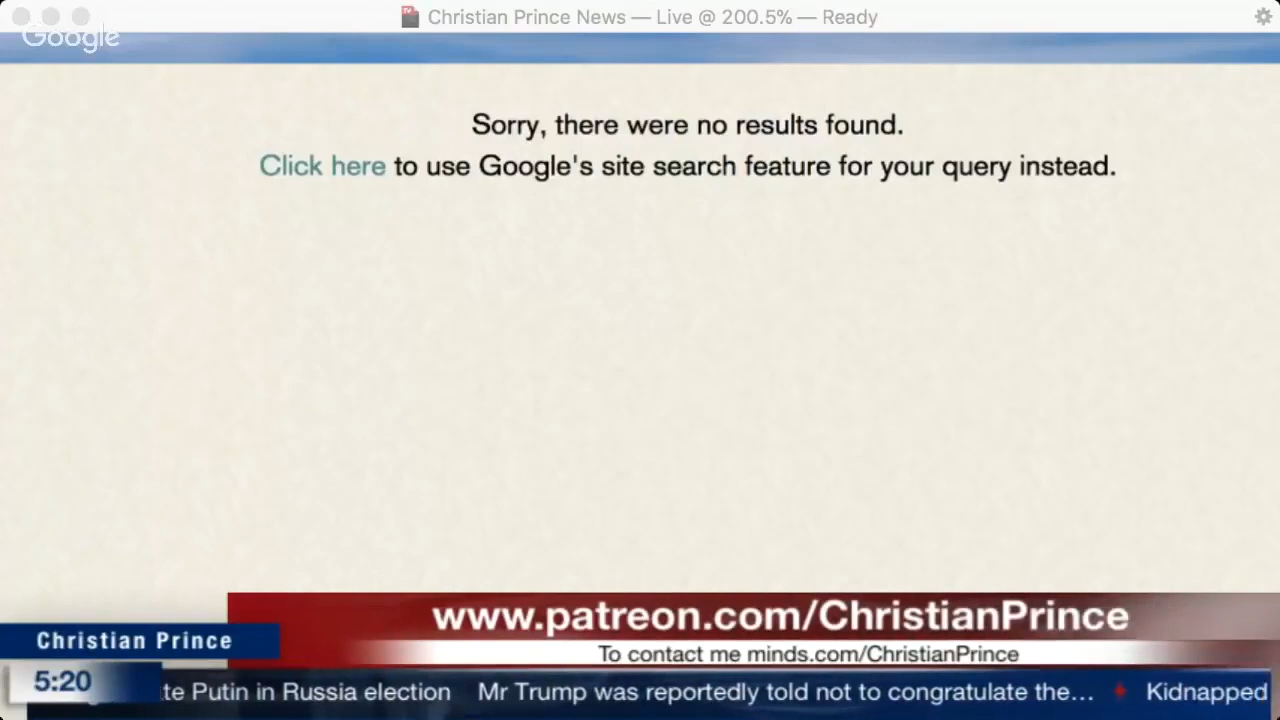 Christian Prince News — Live @ 200.5% — Ready
Google
Sorry, there were no results found.
Click here to use Google's site search feature for your query instead.
www.patreon.com/ChristianPrince
Christian Prince
To contact me minds.com/ChristianPrince
5:20
te Putin in Russia election Mr Trump was reportedly told not to congratulate the... Kidnapped